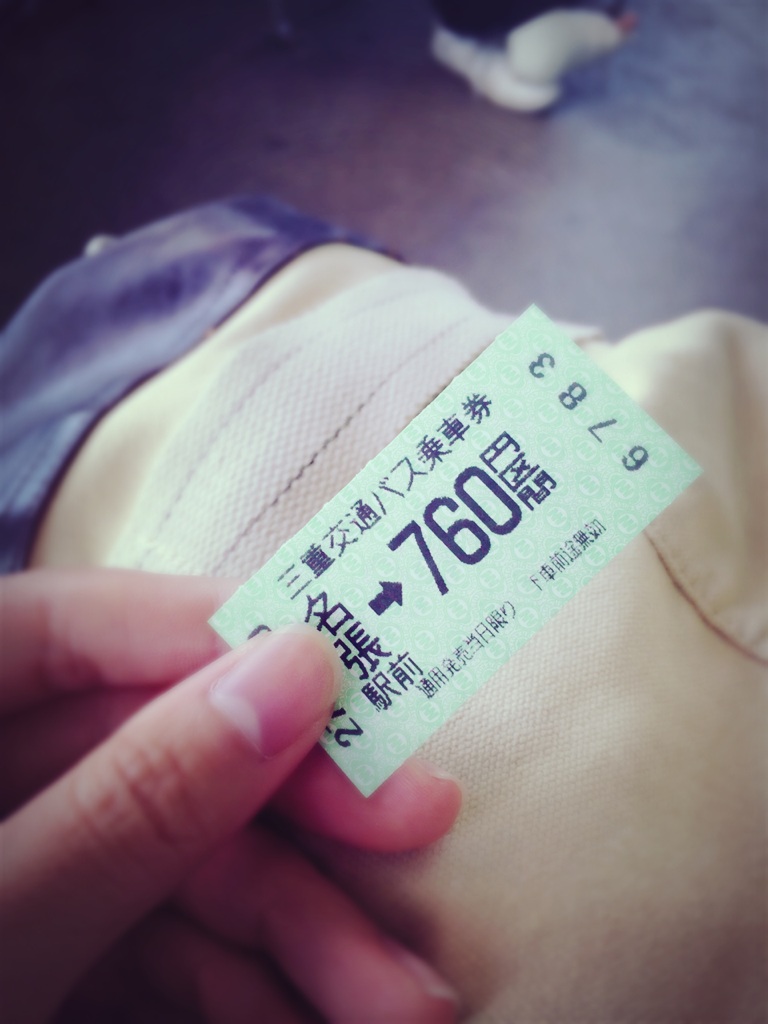 三重交通バス乗車券
名張駅前➡760円区間
通用発売当日限り 下車前途無効
6783